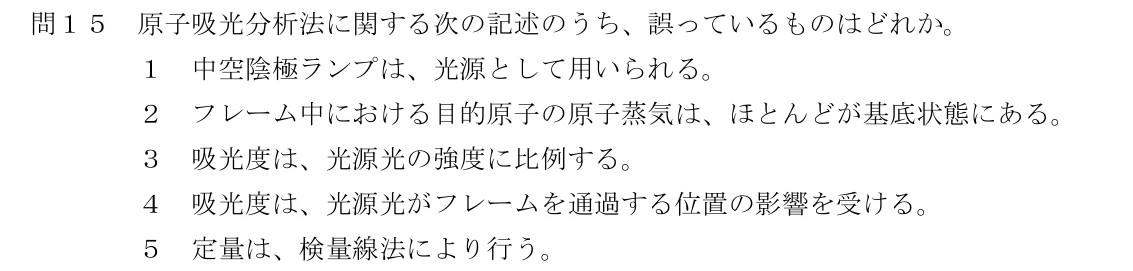 問１５　原子吸光分析法に関する次の記述のうち、誤っているものはどれか。
１　中空陰極ランプは、光源として用いられる。
２　フレーム中における目的原子の原子蒸気は、ほとんどが基底状態にある。
３　吸光度は、光源光の強度に比例する。
４　吸光度は、光源光がフレームを通過する位置の影響を受ける。
５　定量は、検量線法により行う。